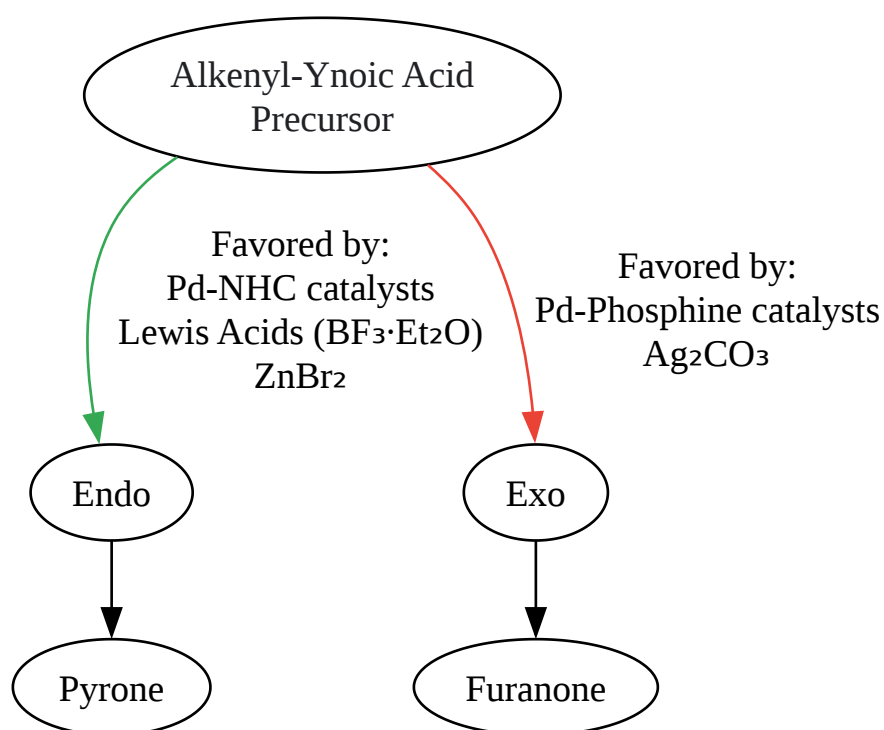 Alkenyl-Ynoic Acid
Precursor
Favored by:
Pd-NHC catalysts
Lewis Acids (BF₃·Et₂O)
ZnBr₂
Favored by:
Pd-Phosphine catalysts
Ag₂CO₃
Endo
Exo
Pyrone
Furanone